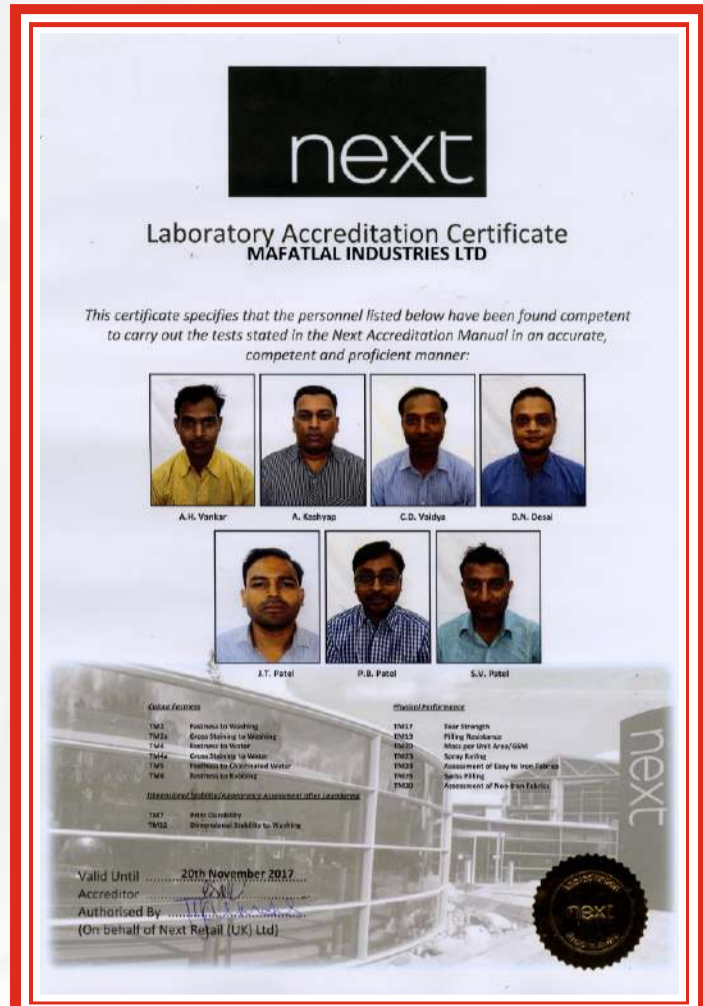 next
Laboratory Accreditation Certificate
MAFATLAL INDUSTRIES LTD
This certificate specifies that the personnel listed below have been found competent
to carry out the tests stated in the Next Accreditation Manual in an accurate,
competent and proficient manner:
A.H. Vankar
A. Kashyap
C.D. Vaidya
D.N. Desai
J.T. Patel
P.B. Patel
S.V. Patel
Colour Fastness
Fastness to Washing
TM2a Cross Staining to Washing
TM4 Fastness to Water
TM4a Cross Staining to Water
TM5 Fastness to Chlorinated Water
TM6 Fastness to Rubbing
Dimensional Stability/Appearance Assessment after Laundering
TM7 Print Durability
TM12 Dimensional Stability to Washing
Physical Performance
TM17 Tear Strength
TM19 Pilling Resistance
TM20 Mass per Unit Area/GSM
TM23 Spray Rating
Assessment of Easy to Iron Fabrics
Swiss Pilling
TM30 Assessment of Non-Iron Fabrics
next
Valid Until 20th November 2017
Accreditor
Authorised By
(On behalf of Next Retail (UK) Ltd)
next